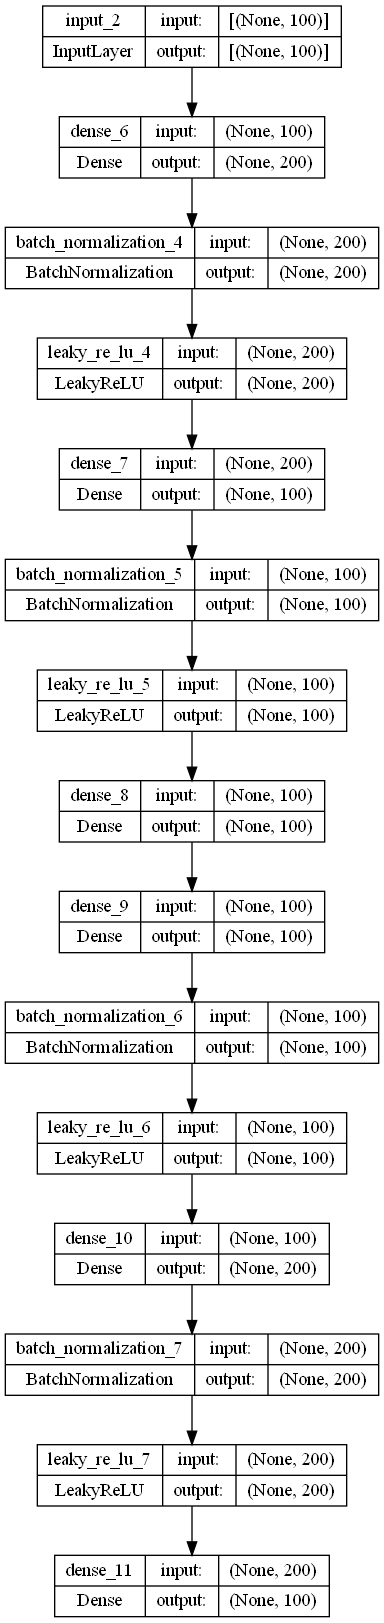 input_2 input: [(None, 100)]
InputLayer output: [(None, 100)]
dense_6 input: (None, 100)
Dense output: (None, 200)
batch_normalization_4 input: (None, 200)
BatchNormalization output: (None, 200)
leaky_re_lu_4 input: (None, 200)
LeakyReLU output: (None, 200)
dense_7 input: (None, 200)
Dense output: (None, 100)
batch_normalization_5 input: (None, 100)
BatchNormalization output: (None, 100)
leaky_re_lu_5 input: (None, 100)
LeakyReLU output: (None, 100)
dense_8 input: (None, 100)
Dense output: (None, 100)
dense_9 input: (None, 100)
Dense output: (None, 100)
batch_normalization_6 input: (None, 100)
BatchNormalization output: (None, 100)
leaky_re_lu_6 input: (None, 100)
LeakyReLU output: (None, 100)
dense_10 input: (None, 100)
Dense output: (None, 200)
batch_normalization_7 input: (None, 200)
BatchNormalization output: (None, 200)
leaky_re_lu_7 input: (None, 200)
LeakyReLU output: (None, 200)
dense_11 input: (None, 200)
Dense output: (None, 100)